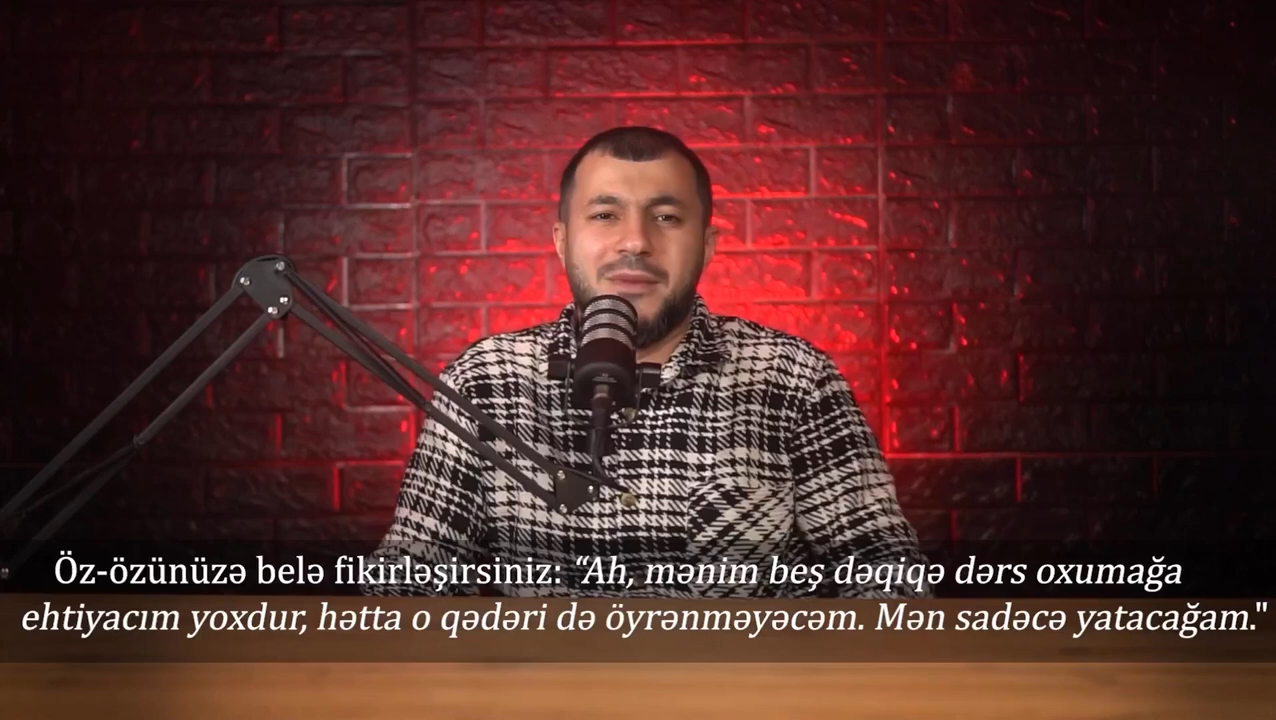 Öz-özünüzə belə fikirləşirsiniz: “Ah, mənim beş dəqiqə dərs oxumağa
ehtiyacım yoxdur, hətta o qədəri də öyrənməyəcəm. Mən sadəcə yatacağam."